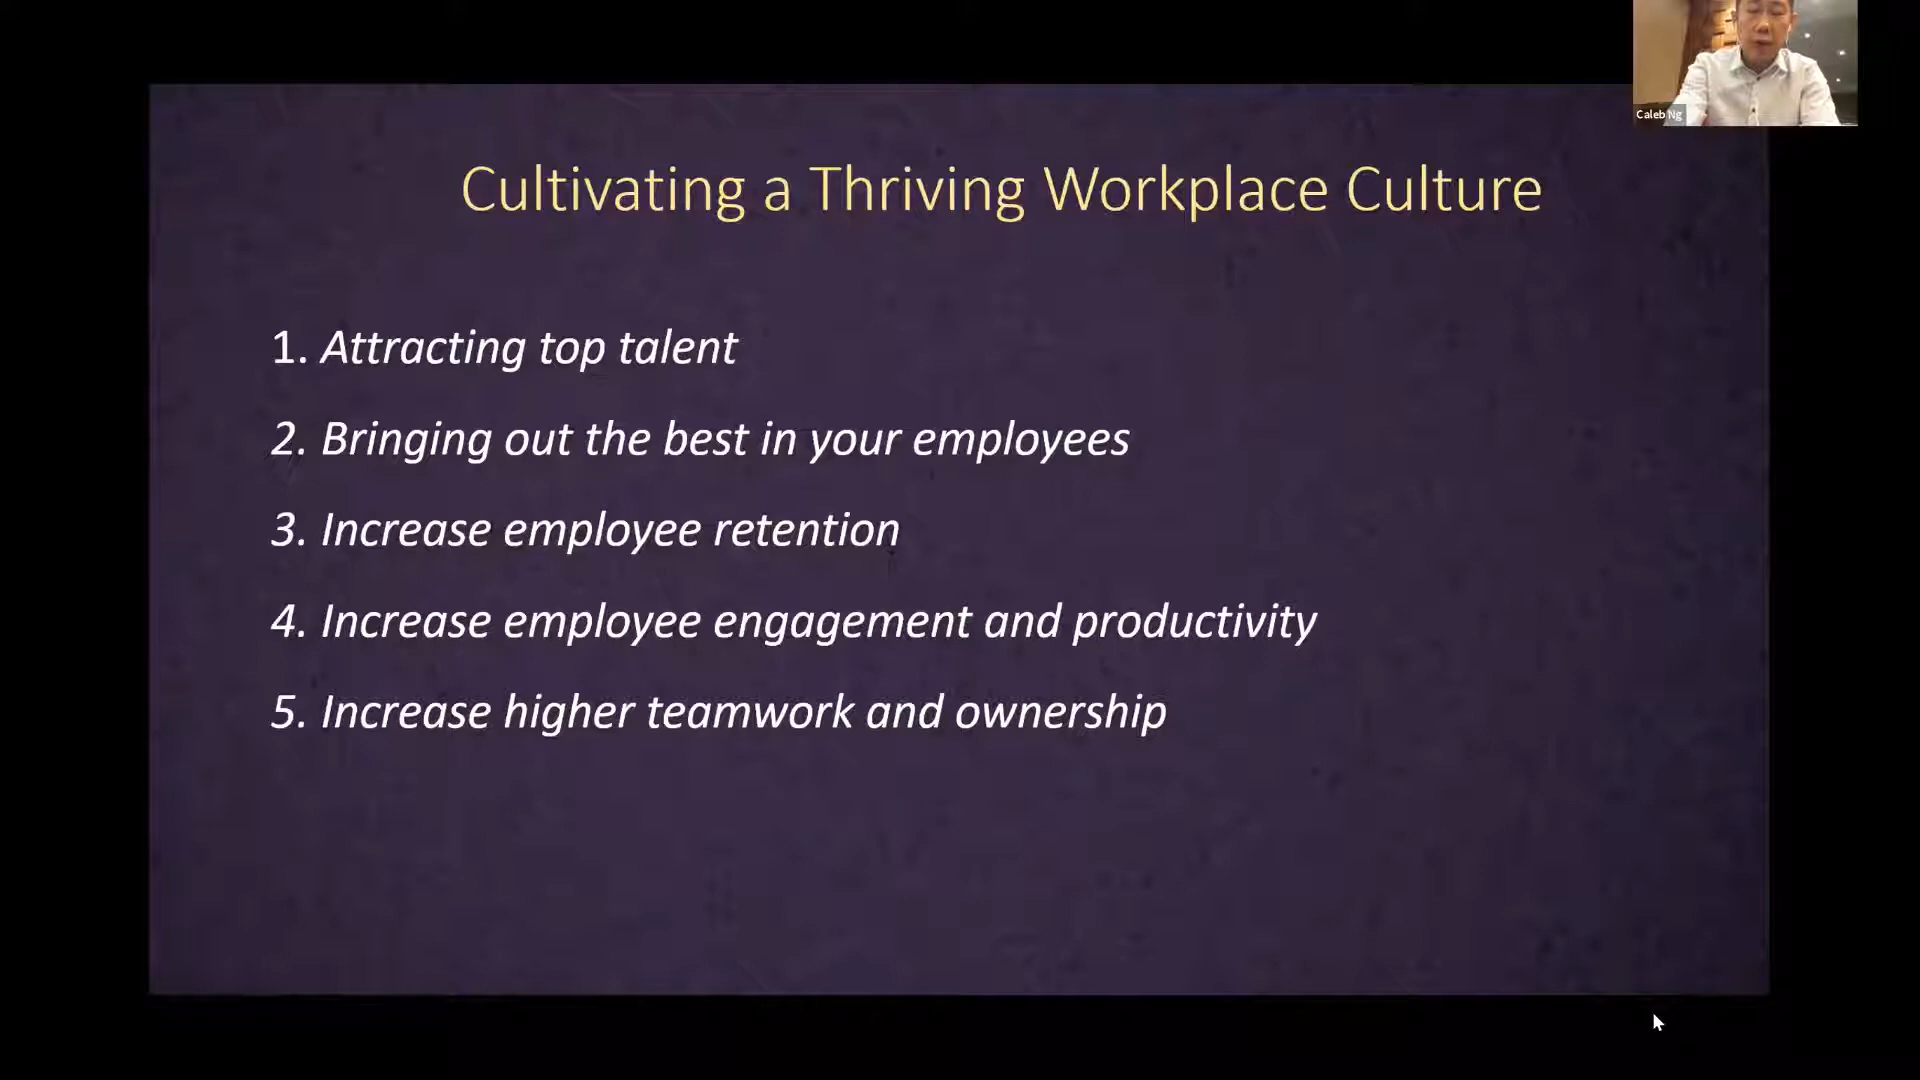 Caleb Ng
Cultivating a Thriving Workplace Culture
1. Attracting top talent
2. Bringing out the best in your employees
3. Increase employee retention
4. Increase employee engagement and productivity
5. Increase higher teamwork and ownership